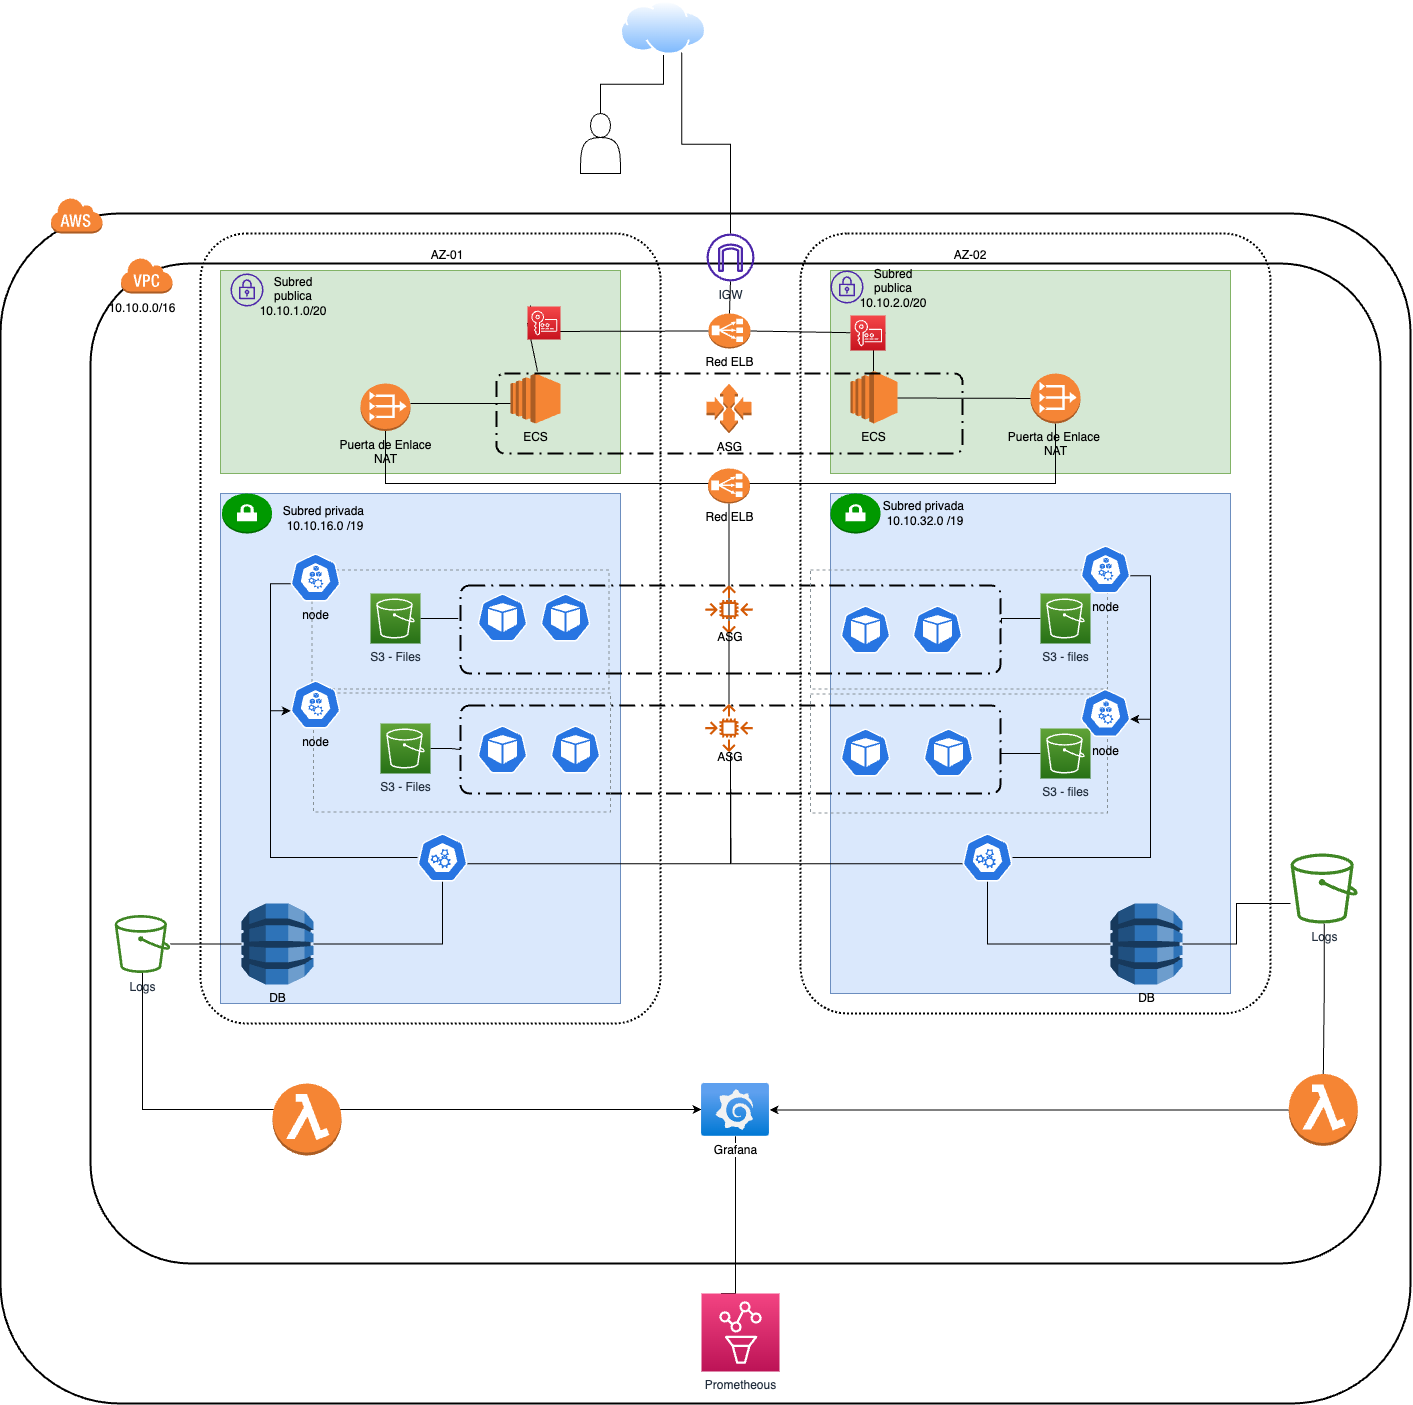 AWS
VPC
10.10.0.0/16
AZ-01
AZ-02
Subred
publica
10.10.1.0/20
IGW
Subred
publica
10.10.2.0/20
Red ELB
ECS
ASG
ECS
Puerta de Enlace
NAT
Puerta de Enlace
NAT
Red ELB
Subred privada
10.10.16.0 /19
Subred privada
10.10.32.0 /19
node
S3 - Files
ASG
S3 - files
node
node
S3 - Files
ASG
S3 - files
node
Logs
DB
DB
Logs
Grafana
Prometheous